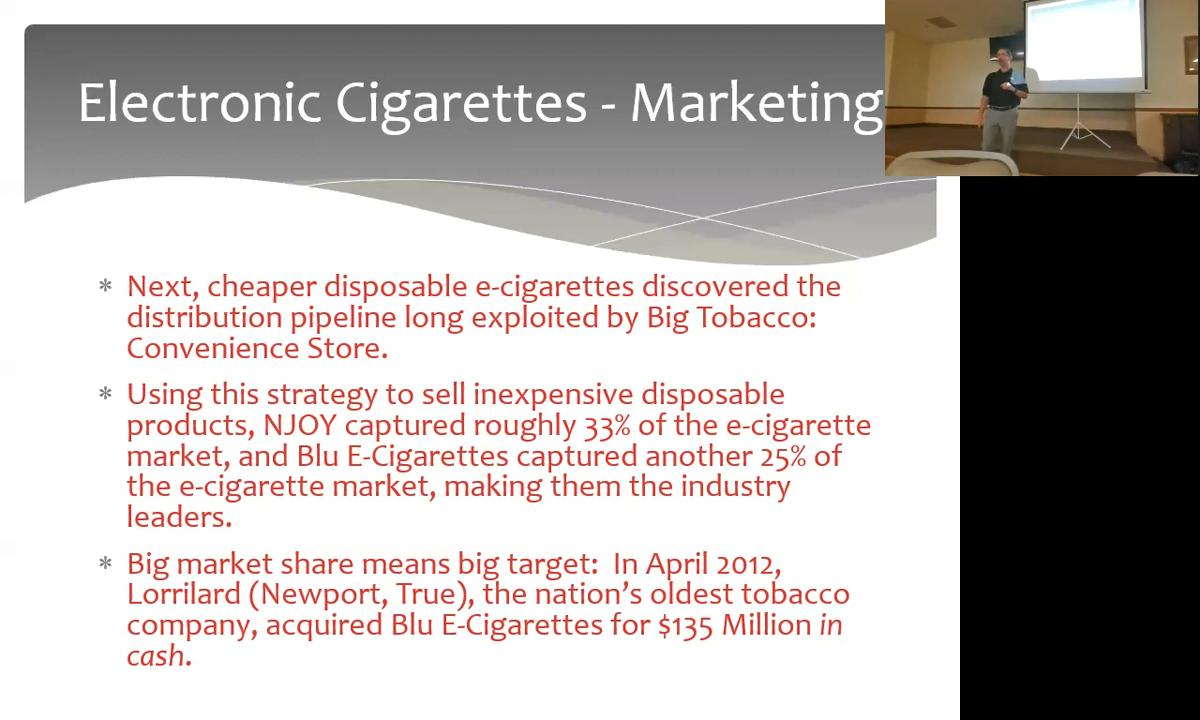 Electronic Cigarettes - Marketing
* Next, cheaper disposable e-cigarettes discovered the
distribution pipeline long exploited by Big Tobacco:
Convenience Store.
* Using this strategy to sell inexpensive disposable
products, NJOY captured roughly 33% of the e-cigarette
market, and Blu E-Cigarettes captured another 25% of
the e-cigarette market, making them the industry
leaders.
* Big market share means big target: In April 2012,
Lorrilard (Newport, True), the nation's oldest tobacco
company, acquired Blu E-Cigarettes for $135 Million in
cash.